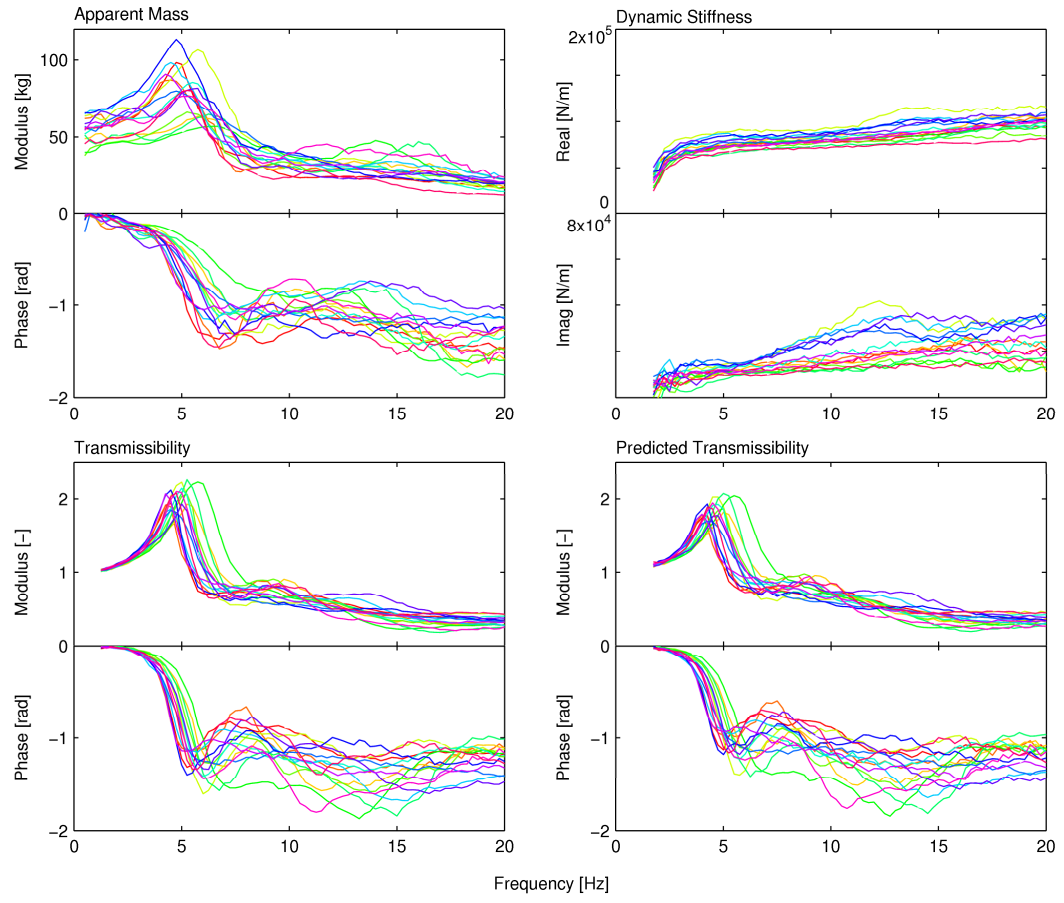 Apparent Mass
Dynamic Stiffness
Modulus [kg]
100
50
0
Phase [rad]
-1
-2
0
5
10
15
20
Real [N/m]
2x10^5
0
Imag [N/m]
8x10^4
0
5
10
15
20
Transmissibility
Predicted Transmissibility
Modulus [–]
2
1
0
Phase [rad]
−1
−2
0
5
10
15
20
Modulus [–]
2
1
0
Phase [rad]
−1
−2
0
5
10
15
20
Frequency [Hz]